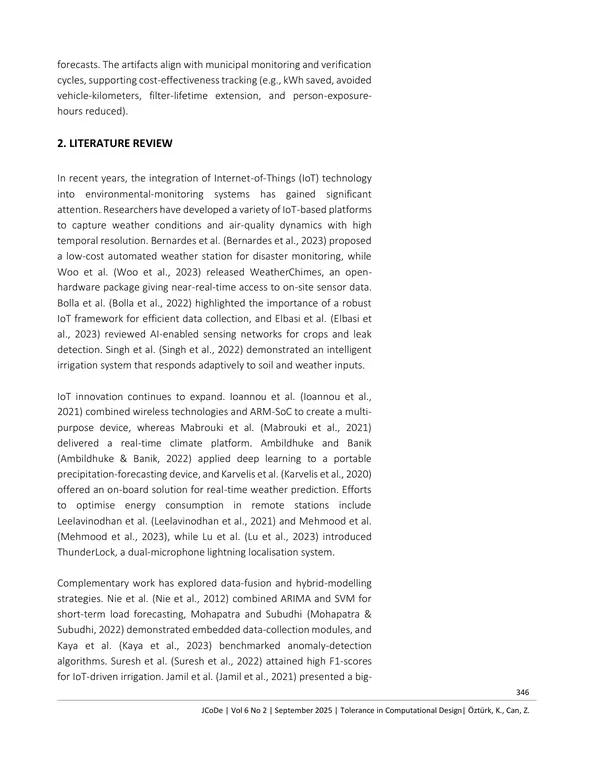 forecasts. The artifacts align with municipal monitoring and verification
cycles, supporting cost-effectiveness tracking (e.g., kWh saved, avoided
vehicle-kilometers, filter-lifetime extension, and person-exposure-
hours reduced).
2. LITERATURE REVIEW
In recent years, the integration of Internet-of-Things (IoT) technology
into environmental-monitoring systems has gained significant
attention. Researchers have developed a variety of IoT-based platforms
to capture weather conditions and air-quality dynamics with high
temporal resolution. Bernardes et al. (Bernardes et al., 2023) proposed
a low-cost automated weather station for disaster monitoring, while
Woo et al. (Woo et al., 2023) released WeatherChimes, an open-
hardware package giving near-real-time access to on-site sensor data.
Bolla et al. (Bolla et al., 2022) highlighted the importance of a robust
IoT framework for efficient data collection, and Elbasi et al. (Elbasi et
al., 2023) reviewed AI-enabled sensing networks for crops and leak
detection. Singh et al. (Singh et al., 2022) demonstrated an intelligent
irrigation system that responds adaptively to soil and weather inputs.
IoT innovation continues to expand. Ioannou et al. (Ioannou et al.,
2021) combined wireless technologies and ARM-SoC to create a multi-
purpose device, whereas Mabrouki et al. (Mabrouki et al., 2021)
delivered a real-time climate platform. Ambildhuke and Banik
(Ambildhuke & Banik, 2022) applied deep learning to a portable
precipitation-forecasting device, and Karvelis et al. (Karvelis et al., 2020)
offered an on-board solution for real-time weather prediction. Efforts
to optimise energy consumption in remote stations include
Leelavinodhan et al. (Leelavinodhan et al., 2021) and Mehmood et al.
(Mehmood et al., 2023), while Lu et al. (Lu et al., 2023) introduced
ThunderLock, a dual-microphone lightning localisation system.
Complementary work has explored data-fusion and hybrid-modelling
strategies. Nie et al. (Nie et al., 2012) combined ARIMA and SVM for
short-term load forecasting, Mohapatra and Subudhi (Mohapatra &
Subudhi, 2022) demonstrated embedded data-collection modules, and
Kaya et al. (Kaya et al., 2023) benchmarked anomaly-detection
algorithms. Suresh et al. (Suresh et al., 2022) attained high F1-scores
for IoT-driven irrigation. Jamil et al. (Jamil et al., 2021) presented a big-
346
JCoDe | Vol 6 No 2 | September 2025 | Tolerance in Computational Design| Öztürk, K., Can, Z.